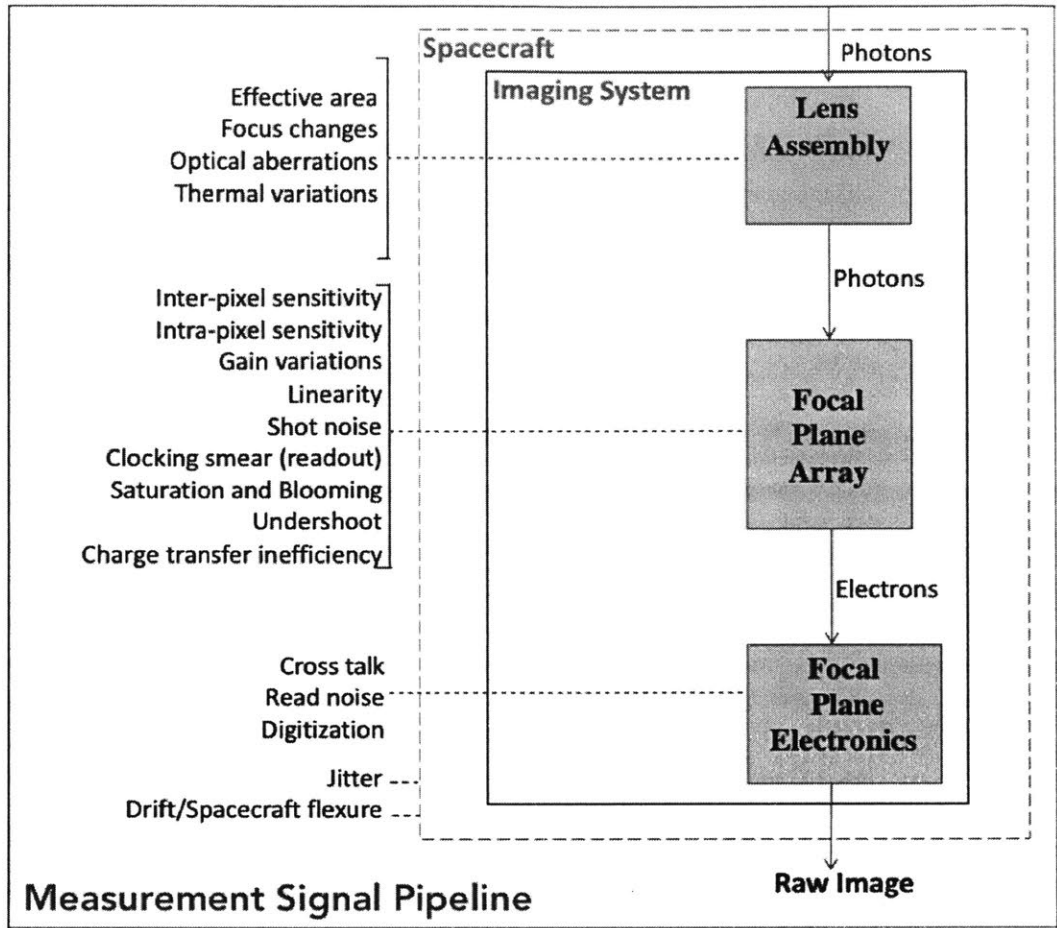 Photons
Spacecraft
Imaging System
Lens
Assembly
Effective area
Focus changes
Optical aberrations
Thermal variations
Photons
Inter-pixel sensitivity
Intra-pixel sensitivity
Gain variations
Linearity
Shot noise
Clocking smear (readout)
Saturation and Blooming
Undershoot
Charge transfer inefficiency
Focal
Plane
Array
Electrons
Cross talk
Read noise
Digitization
Focal
Plane
Electronics
Jitter
Drift/Spacecraft flexure
Raw Image
Measurement Signal Pipeline